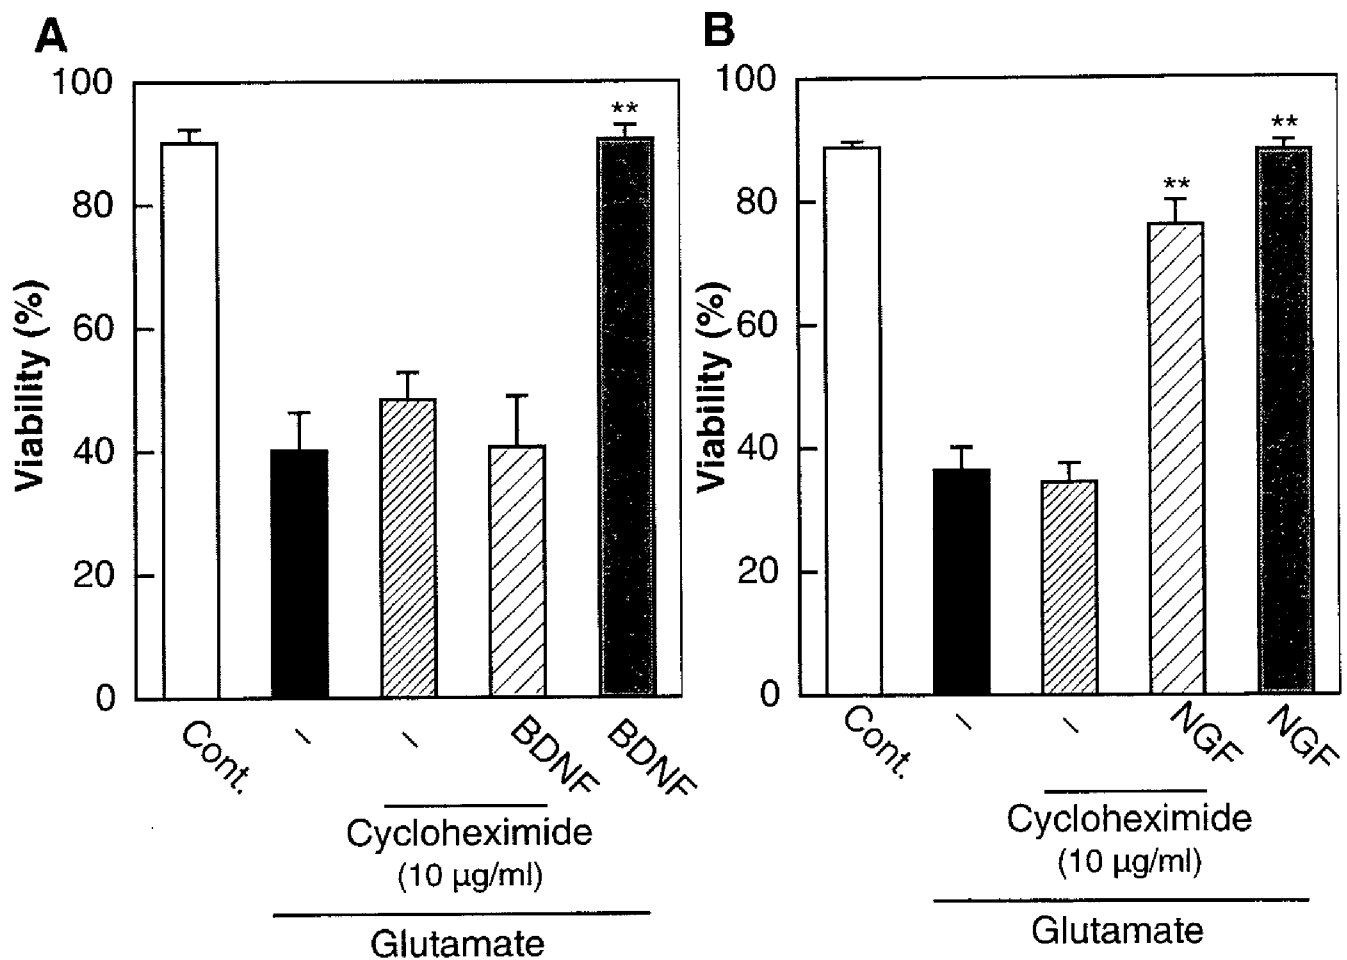 A
Viability (%)
100
80
60
40
20
0
**
Cont.
–
–
BDNF
BDNF
Cycloheximide
(10 µg/ml)
Glutamate
B
Viability (%)
100
80
60
40
20
0
**
**
Cont.
–
–
NGF
NGF
Cycloheximide
(10 µg/ml)
Glutamate